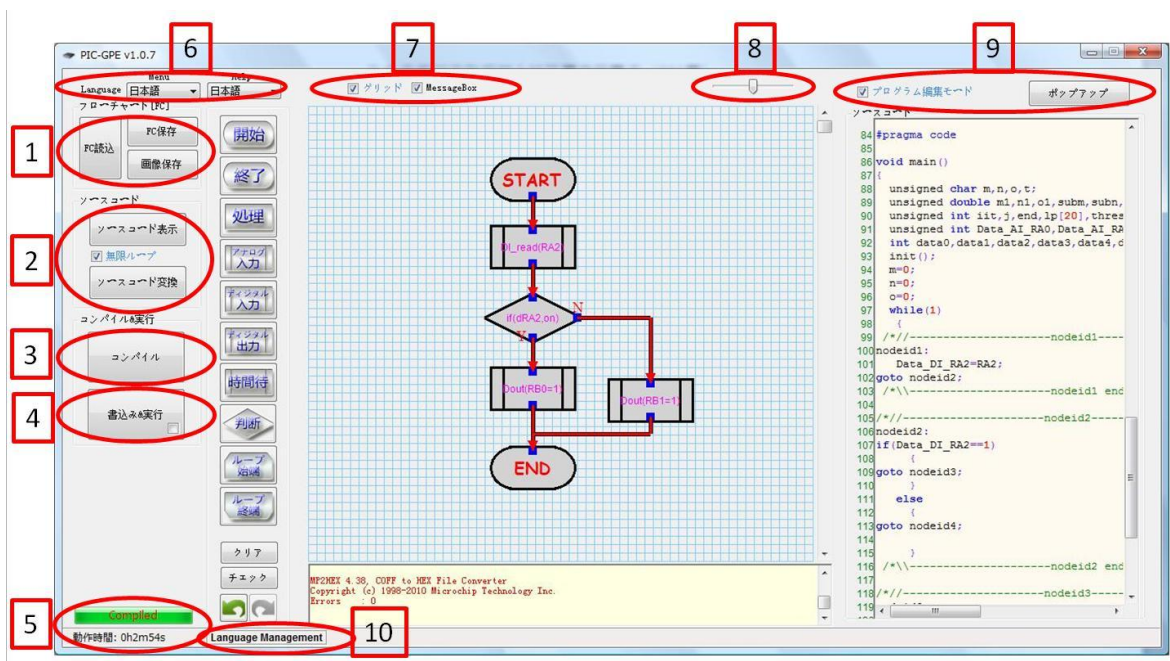 6
7
8
9
PIC-GPE v1.0.7
Menu
Help
Language 日本語
日本語
グリッド
MessageBox
プログラム編集モード
ポップアップ
フローチャート[FC]
1
FC読込
FC保存
画像保存
ソースコード
2
ソースコード表示
無限ループ
ソースコード変換
コンパイル&実行
3
コンパイル
4
書込み&実行
開始
終了
処理
アナログ
入力
ディジタル
入力
ディジタル
出力
時間待
判断
ループ
始端
ループ
終端
クリア
チェック
START
DI_read(RA2)
if(dRA2,on)
N
Y
Dout(RB0=1)
Dout(RB1=1)
END
MP2HEX 4.38, COFF to HEX File Converter
Copyright (c) 1998-2010 Microchip Technology Inc.
Errors : 0
ソースコード
84 #pragma code
85
86 void main()
87 {
88 unsigned char m,n,o,t;
89 unsigned double m1,n1,o1,subm,subn,
90 unsigned int iit,j,end,lp[20],thres
91 unsigned int Data_AI_RA0,Data_AI_RA
92 int data0,data1,data2,data3,data4,d
93 init();
94 m=0;
95 n=0;
96 o=0;
97 while(1)
98 {
99 /*//----------------------nodeid1----
100 nodeid1:
101 Data_DI_RA2=RA2;
102 goto nodeid2;
103 /*\\----------------------nodeid1 end
104
105 /*//----------------------nodeid2----
106 nodeid2:
107 if(Data_DI_RA2==1)
108 {
109 goto nodeid3;
110 }
111 else
112 {
113 goto nodeid4;
114
115 }
116 /*\\----------------------nodeid2 end
117
118 /*//----------------------nodeid3----
119
5
Compiled
動作時間: 0h2m54s
Language Management
10